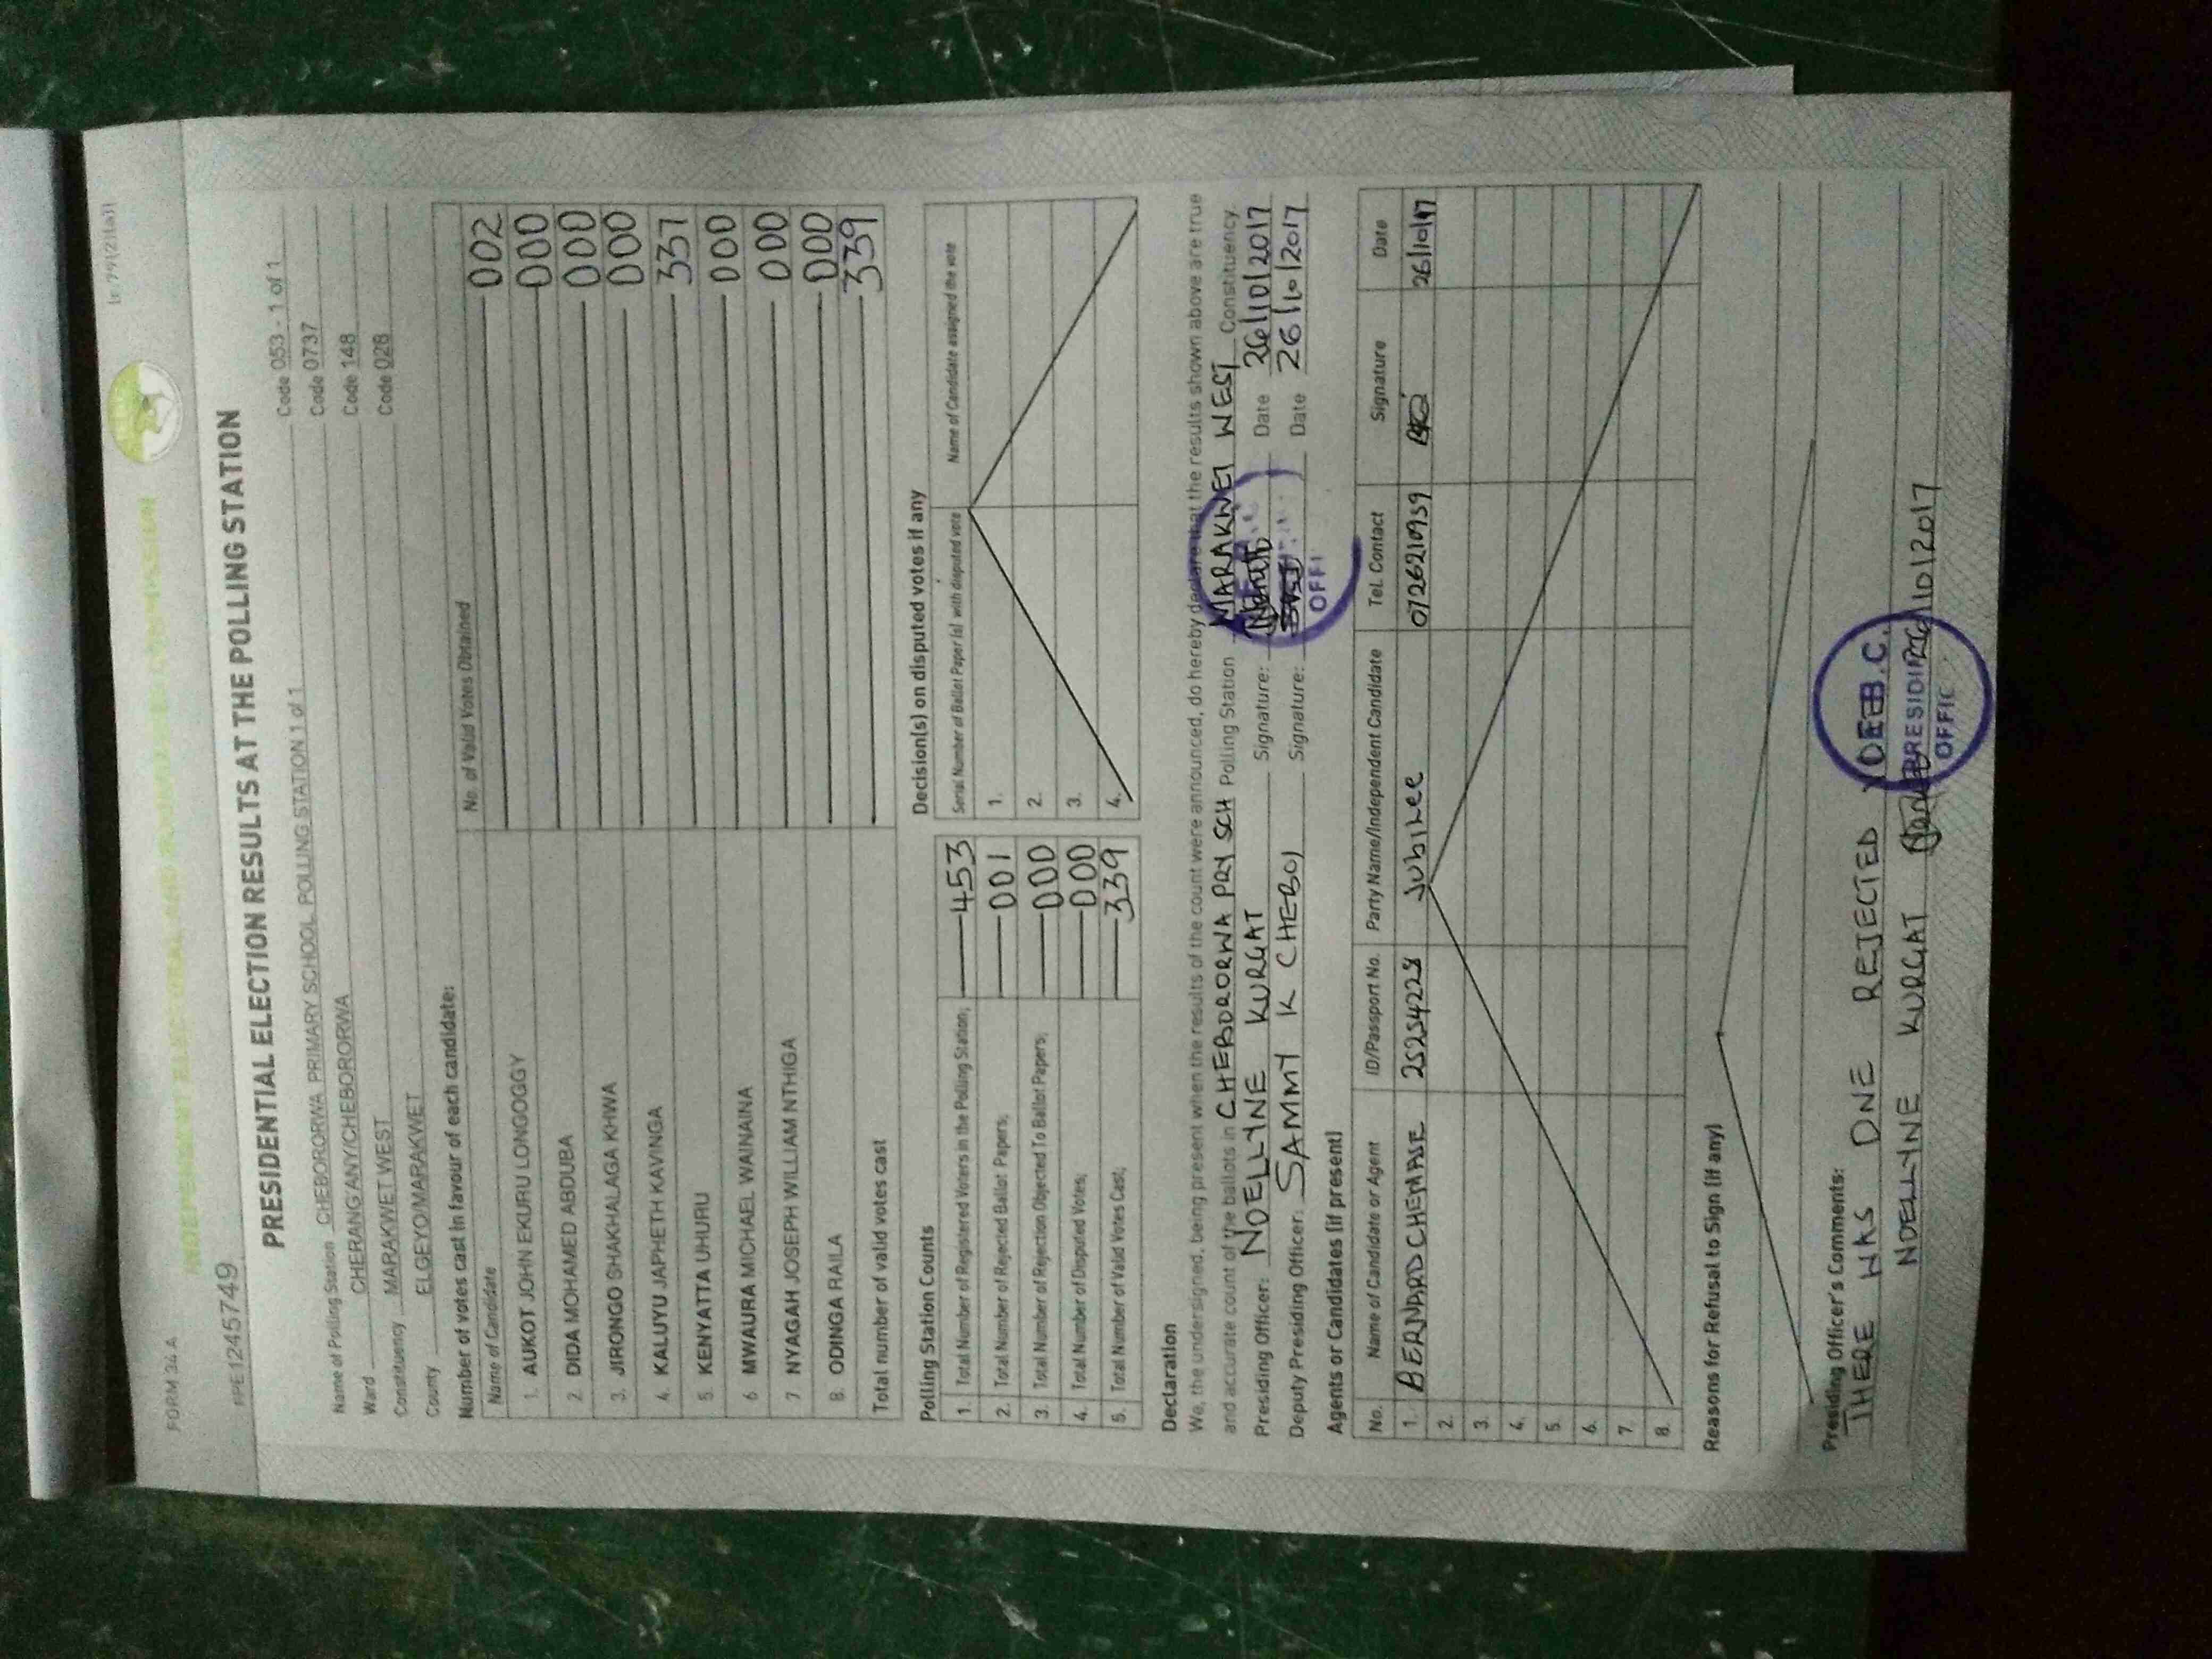 FORM 34 A
#PE1245749
INDEPENDENT ELECTORAL AND BOUNDARIES COMMISSION
PRESIDENTIAL ELECTION RESULTS AT THE POLLING STATION
Name of Polling Station CHEBORORWA PRIMARY SCHOOL POLLING STATION 1 of 1 Code 053 - 1 of 1
Ward CHERANG'ANY/CHEBORORWA Code 0737
Constituency MARAKWET WEST Code 148
County ELGEYO/MARAKWET Code 028
Number of votes cast in favour of each candidate:
Name of Candidate No. of Valid Votes Obtained
1. AUKOT JOHN EKURU LONGOGGY 002
2 DIDA MOHAMED ABDUBA 000
3. JIRONGO SHAKHALAGA KHWA 000
4. KALUYU JAPHETH KAVINGA 000
5 KENYATTA UHURU 337
6 MWAURA MICHAEL WAINAINA 000
7 NYAGAH JOSEPH WILLIAM NTHIGA 000
8. ODINGA RAILA 000
Total number of valid votes cast 339
Polling Station Counts
1. Total Number of Registered Voters in the Polling Station; 453
2. Total Number of Rejected Ballot Papers; 001
3. Total Number of Rejection Objected To Ballot Papers; 000
4. Total Number of Disputed Votes; 000
5. Total Number of Valid Votes Cast; 339
Decision(s) on disputed votes if any
Serial Number of Ballot Paper (s) with disputed vote Name of Candidate assigned the vote
1.
2.
3.
4.
Declaration
We, the undersigned, being present when the results of the count were announced, do hereby declare that the results shown above are true
and accurate count of the ballots in CHEBORORWA PRY SCH Polling Station MARAKWET WEST Constituency.
Presiding Officer: NOELLYNE KURGAT Signature: Date 26/10/2017
Deputy Presiding Officer: SAMMY K CHEBOI Signature: Date 26/10/2017
OFFI
Agents or Candidates (if present)
No. Name of Candidate or Agent ID/Passport No. Party Name/Independent Candidate Tel. Contact Signature Date
1. BERNARD CHEMASE 25254228 Jubilee 0726210959 26/10/17
2.
3.
4.
5.
6.
7.
8.
Reasons for Refusal to Sign (if any)
Presiding Officer's Comments:
THERE WAS ONE REJECTED
NOELLYNE KURGAT 26/10/2017
I.E.B.C.
PRESIDING
OFFIC